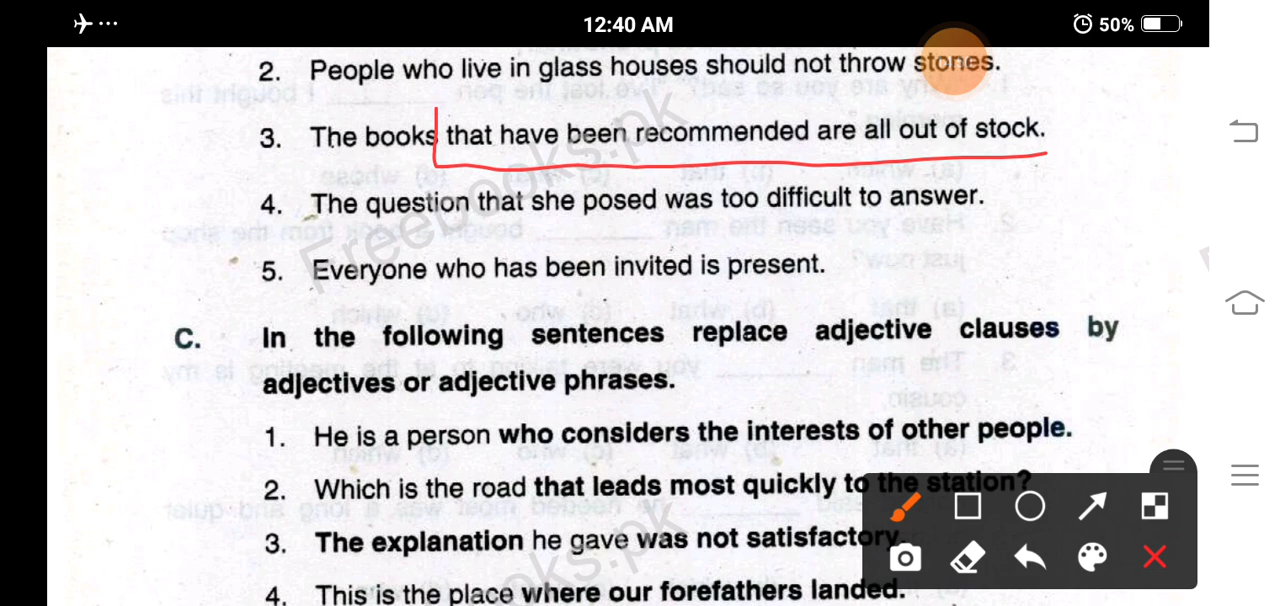 12:40 AM
50%
2. People who live in glass houses should not throw stones.
3. The books that have been recommended are all out of stock.
4. The question that she posed was too difficult to answer.
5. Everyone who has been invited is present.
C. In the following sentences replace adjective clauses by
adjectives or adjective phrases.
1. He is a person who considers the interests of other people.
2. Which is the road that leads most quickly to the station?
3. The explanation he gave was not satisfactory.
4. This is the place where our forefathers landed.
Freebooks.pk
ooks.pk